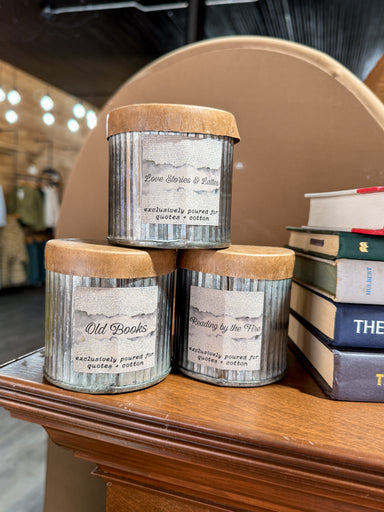 Love Stories & Lattes
exclusively poured for
quotes + cotton
Old Books
exclusively poured for
quotes + cotton
Reading by the Fire
exclusively poured for
quotes + cotton
HULBERT
THE